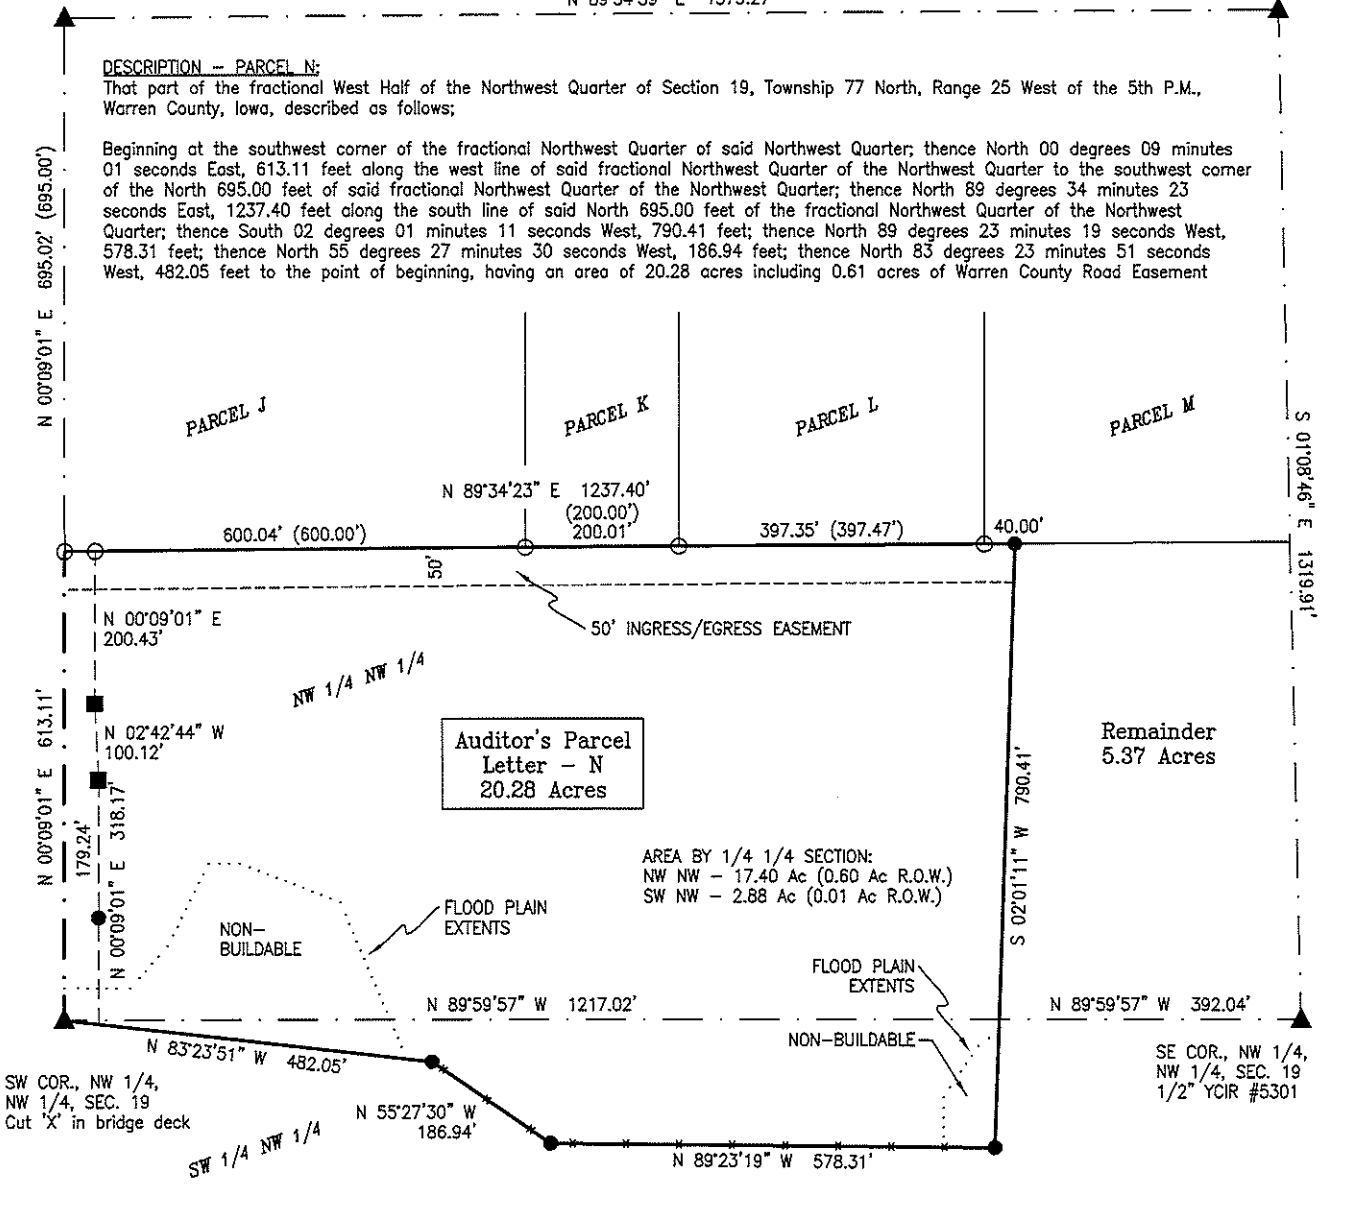 DESCRIPTION – PARCEL N:
That part of the fractional West Half of the Northwest Quarter of Section 19, Township 77 North, Range 25 West of the 5th P.M.,
Warren County, Iowa, described as follows;
Beginning at the southwest corner of the fractional Northwest Quarter of said Northwest Quarter; thence North 00 degrees 09 minutes
01 seconds East, 613.11 feet along the west line of said fractional Northwest Quarter of the Northwest Quarter to the southwest corner
of the North 695.00 feet of said fractional Northwest Quarter of the Northwest Quarter; thence North 89 degrees 34 minutes 23
seconds East, 1237.40 feet along the south line of said North 695.00 feet of the fractional Northwest Quarter of the Northwest
Quarter; thence South 02 degrees 01 minutes 11 seconds West, 790.41 feet; thence North 89 degrees 23 minutes 19 seconds West,
578.31 feet; thence North 55 degrees 27 minutes 30 seconds West, 186.94 feet; thence North 83 degrees 23 minutes 51 seconds
West, 482.05 feet to the point of beginning, having an area of 20.28 acres including 0.61 acres of Warren County Road Easement
N 00°09'01" E 695.02' (695.00')
PARCEL J
PARCEL K
PARCEL L
PARCEL M
S 01°08'46" E 1319.91'
N 89°34'23" E 1237.40'
(200.00')
600.04' (600.00')
200.01'
397.35' (397.47')
40.00'
50'
50' INGRESS/EGRESS EASEMENT
N 00°09'01" E
200.43'
NW 1/4 NW 1/4
N 00°09'01" E 613.11'
N 02°42'44" W
100.12'
Auditor's Parcel
Letter – N
20.28 Acres
Remainder
5.37 Acres
S 02°01'11" W 790.41'
179.24'
N 00°09'01" E 318.17'
AREA BY 1/4 1/4 SECTION:
NW NW – 17.40 Ac (0.60 Ac R.O.W.)
SW NW – 2.88 Ac (0.01 Ac R.O.W.)
FLOOD PLAIN
EXTENTS
NON-
BUILDABLE
FLOOD PLAIN
EXTENTS
N 89°59'57" W 1217.02'
N 89°59'57" W 392.04'
NON-BUILDABLE
N 83°23'51" W 482.05'
SE COR., NW 1/4,
NW 1/4, SEC. 19
1/2" YCIR #5301
SW COR., NW 1/4,
NW 1/4, SEC. 19
Cut 'X' in bridge deck
N 55°27'30" W
186.94'
SW 1/4 NW 1/4
N 89°23'19" W 578.31'